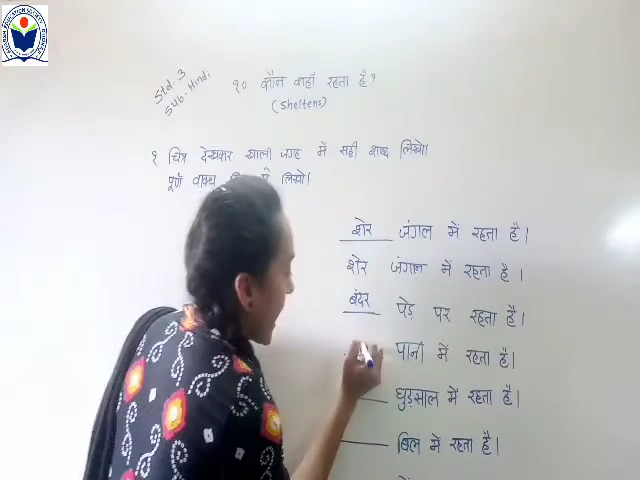 Std-3
Sub-Hindi
१० कौन कहाँ रहता है?
(Shelters)
१ चित्र देखकर खाली जगह में सही शब्द लिखो।
पूर्ण वाक्य लिखो।
शेर जंगल में रहता है।
शेर जंगल में रहता है।
बंदर पेड़ पर रहता है।
पानी में रहता है।
घुड़साल में रहता है।
बिल में रहता है।